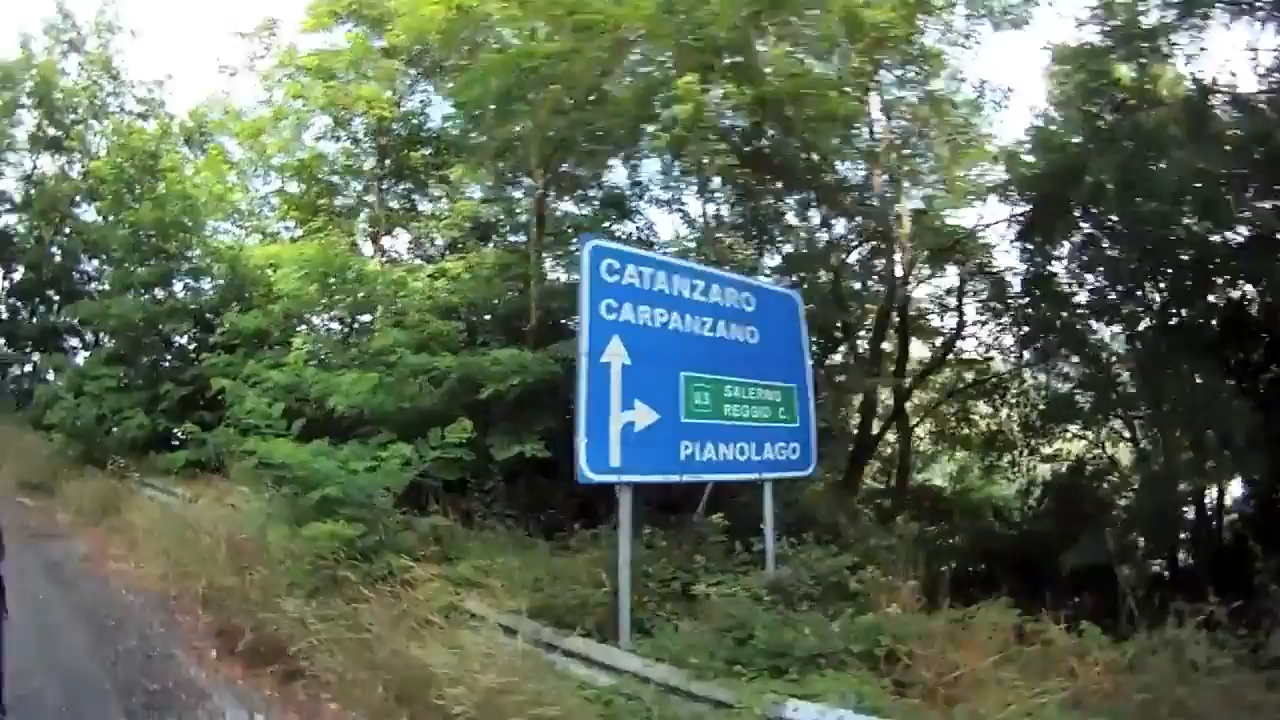 CATANZARO
CARPANZANO
A3 SALERNO
REGGIO C.
PIANOLAGO